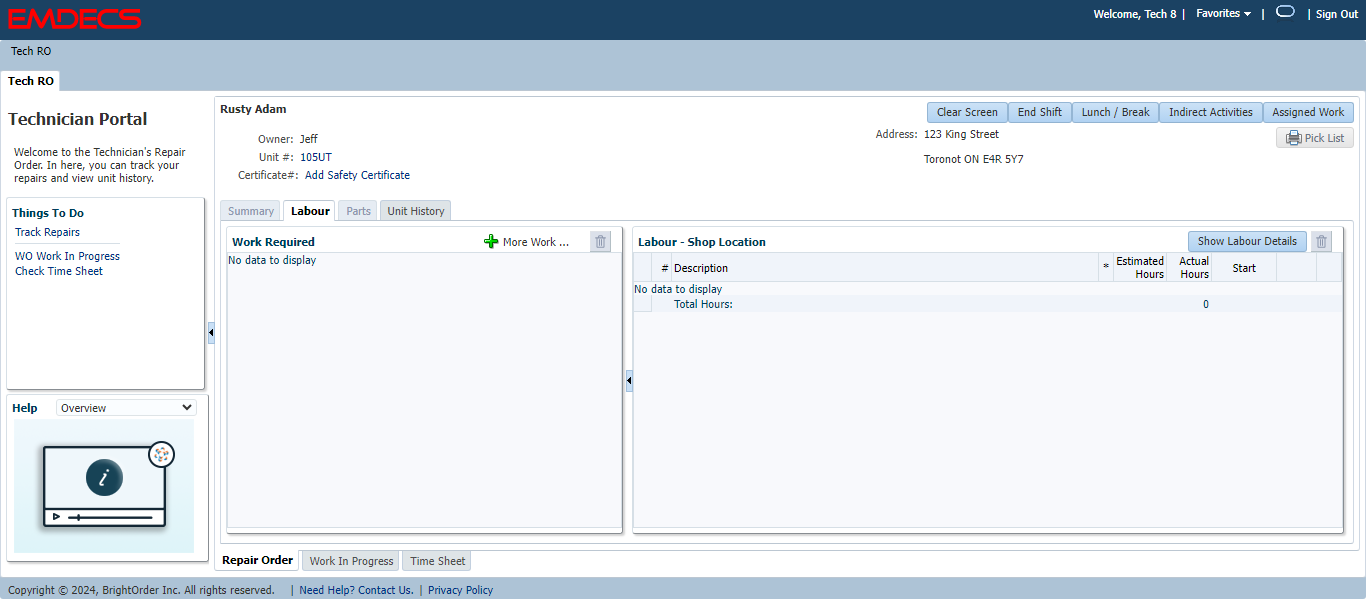 EMDECS
Welcome, Tech 8 | Favorites | | Sign Out
Tech RO
Tech RO
Technician Portal
Welcome to the Technician's Repair
Order. In here, you can track your
repairs and view unit history.
Things To Do
Track Repairs
WO Work In Progress
Check Time Sheet
Help Overview
i
Rusty Adam
Clear Screen End Shift Lunch / Break Indirect Activities Assigned Work
Owner: Jeff
Unit #: 105UT
Certificate#: Add Safety Certificate
Address: 123 King Street
Toronot ON E4R 5Y7
Pick List
Summary Labour Parts Unit History
Work Required More Work ...
No data to display
Labour - Shop Location Show Labour Details
# Description * Estimated Hours Actual Hours Start
No data to display
Total Hours: 0
Repair Order Work In Progress Time Sheet
Copyright © 2024, BrightOrder Inc. All rights reserved. | Need Help? Contact Us. | Privacy Policy